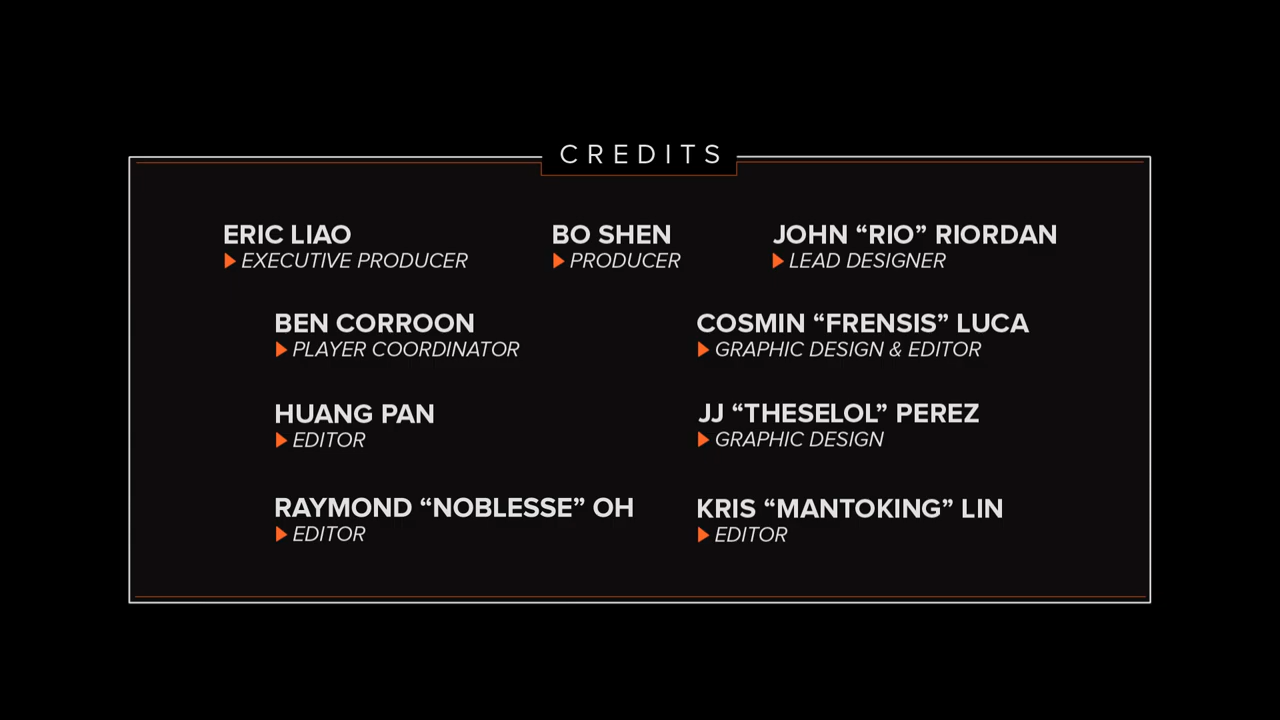 CREDITS
ERIC LIAO
EXECUTIVE PRODUCER
BO SHEN
PRODUCER
JOHN “RIO” RIORDAN
LEAD DESIGNER
BEN CORROON
PLAYER COORDINATOR
COSMIN “FRENSIS” LUCA
GRAPHIC DESIGN & EDITOR
HUANG PAN
EDITOR
JJ “THESELOL” PEREZ
GRAPHIC DESIGN
RAYMOND “NOBLESSE” OH
EDITOR
KRIS “MANTOKING” LIN
EDITOR